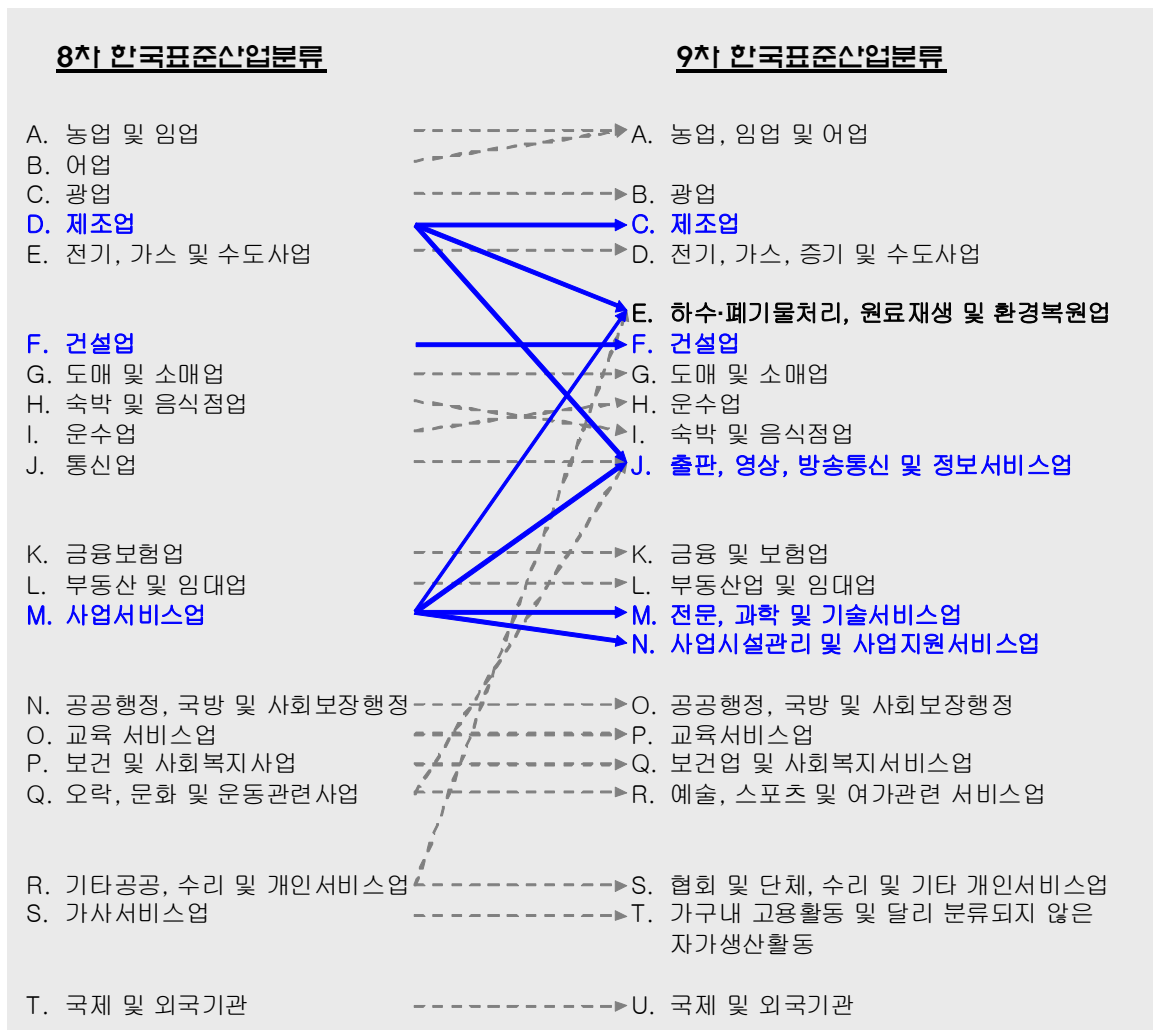 8차 한국표준산업분류
9차 한국표준산업분류
A. 농업 및 임업
A. 농업, 임업 및 어업
B. 어업
C. 광업
B. 광업
D. 제조업
C. 제조업
E. 전기, 가스 및 수도사업
D. 전기, 가스, 증기 및 수도사업
E. 하수·폐기물처리, 원료재생 및 환경복원업
F. 건설업
F. 건설업
G. 도매 및 소매업
G. 도매 및 소매업
H. 숙박 및 음식점업
H. 운수업
I. 운수업
I. 숙박 및 음식점업
J. 통신업
J. 출판, 영상, 방송통신 및 정보서비스업
K. 금융보험업
K. 금융 및 보험업
L. 부동산 및 임대업
L. 부동산업 및 임대업
M. 사업서비스업
M. 전문, 과학 및 기술서비스업
N. 사업시설관리 및 사업지원서비스업
N. 공공행정, 국방 및 사회보장행정
O. 공공행정, 국방 및 사회보장행정
O. 교육 서비스업
P. 교육서비스업
P. 보건 및 사회복지사업
Q. 보건업 및 사회복지서비스업
Q. 오락, 문화 및 운동관련사업
R. 예술, 스포츠 및 여가관련 서비스업
R. 기타공공, 수리 및 개인서비스업
S. 협회 및 단체, 수리 및 기타 개인서비스업
S. 가사서비스업
T. 가구내 고용활동 및 달리 분류되지 않은
자가생산활동
T. 국제 및 외국기관
U. 국제 및 외국기관